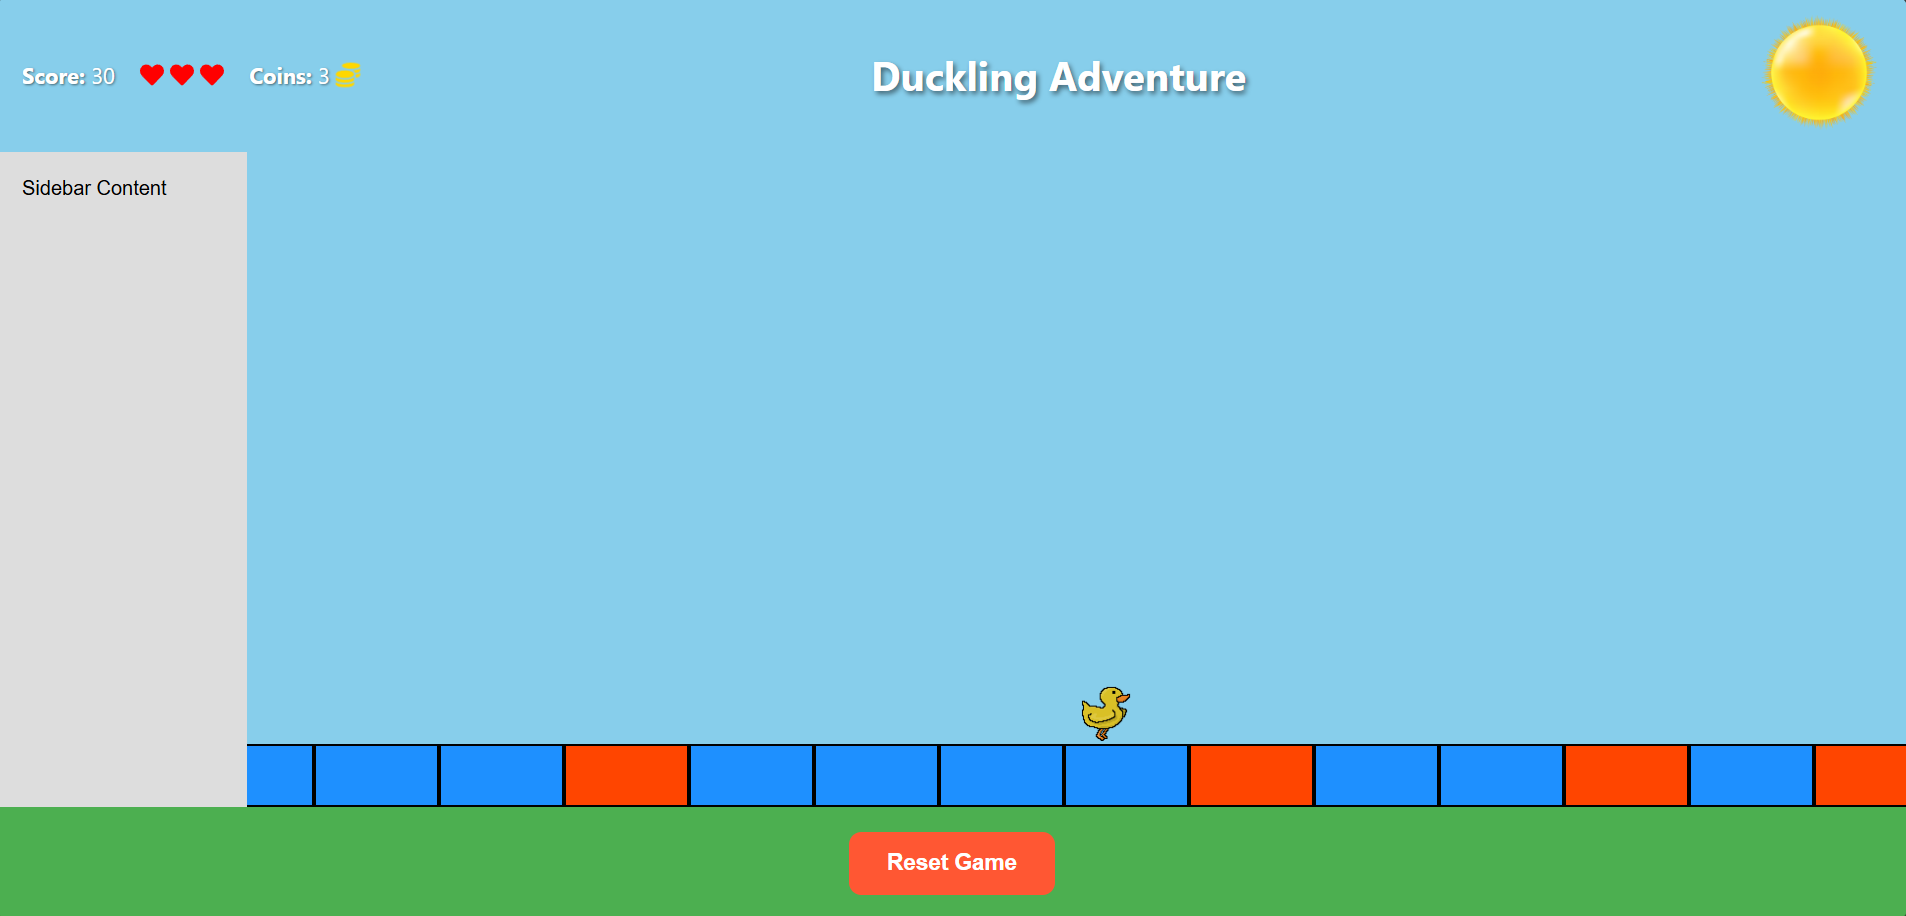 Score: 30 Coins: 3
Duckling Adventure
Sidebar Content
Reset Game